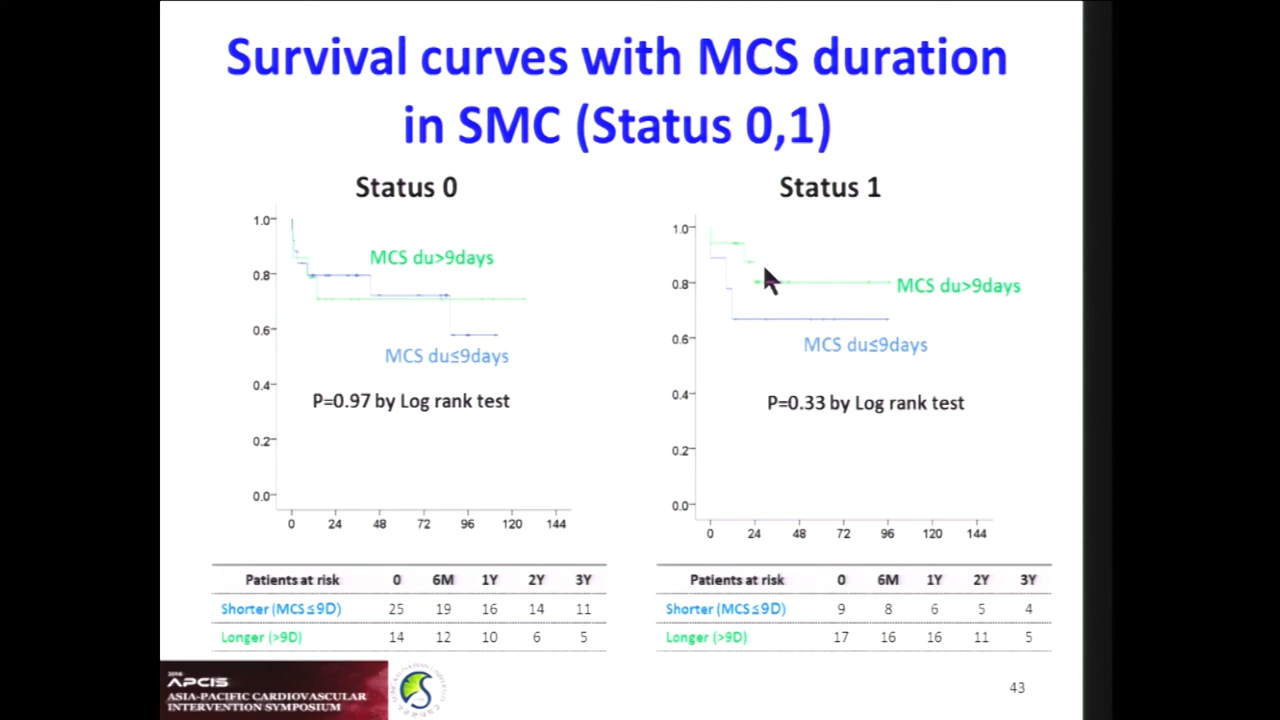 Survival curves with MCS duration
in SMC (Status 0,1)
Status 0
1.0
0.8
0.6
0.4
0.2
0.0
MCS du>9days
MCS du≤9days
P=0.97 by Log rank test
0 24 48 72 96 120 144
Status 1
1.0
0.8
0.6
0.4
0.2
0.0
MCS du>9days
MCS du≤9days
P=0.33 by Log rank test
0 24 48 72 96 120 144
Patients at risk 0 6M 1Y 2Y 3Y
Shorter (MCS≤9D) 25 19 16 14 11
Longer (>9D) 14 12 10 6 5
Patients at risk 0 6M 1Y 2Y 3Y
Shorter (MCS≤9D) 9 8 6 5 4
Longer (>9D) 17 16 16 11 5
APCIS
ASIA-PACIFIC CARDIOVASCULAR
INTERVENTION SYMPOSIUM
43